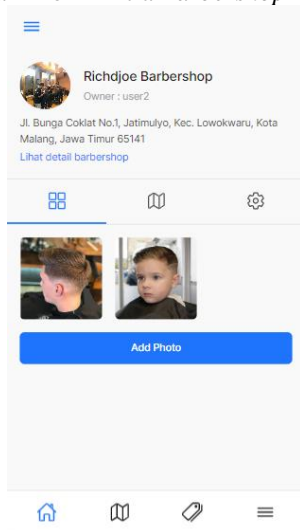 Richdjoe Barbershop
Owner : user2
Jl. Bunga Coklat No.1, Jatimulyo, Kec. Lowokwaru, Kota
Malang, Jawa Timur 65141
Lihat detail barbershop
Add Photo